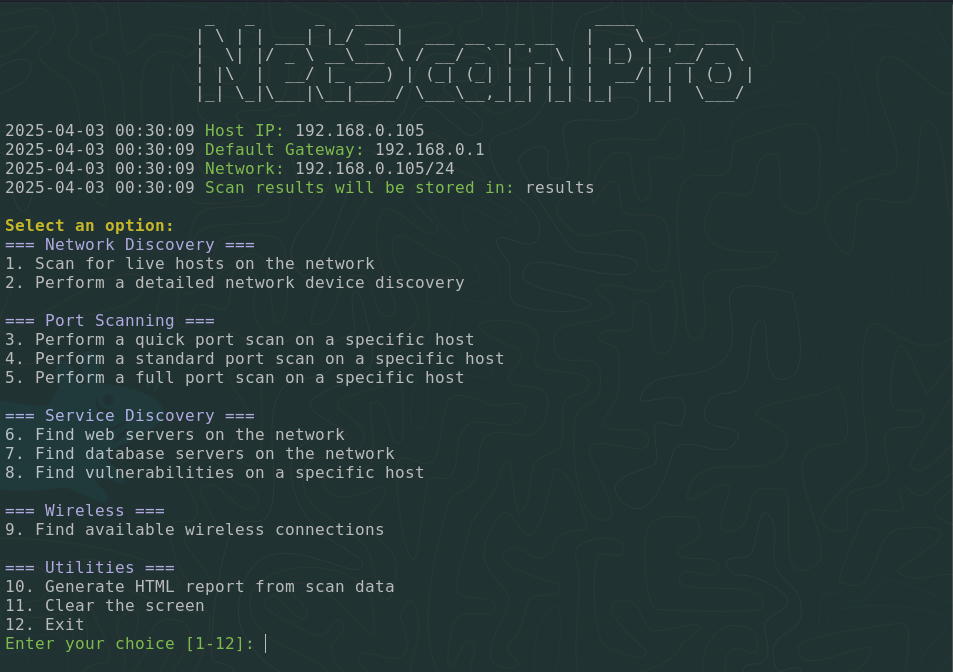 NetScan Pro
2025-04-03 00:30:09 Host IP: 192.168.0.105
2025-04-03 00:30:09 Default Gateway: 192.168.0.1
2025-04-03 00:30:09 Network: 192.168.0.105/24
2025-04-03 00:30:09 Scan results will be stored in: results
Select an option:
=== Network Discovery ===
1. Scan for live hosts on the network
2. Perform a detailed network device discovery
=== Port Scanning ===
3. Perform a quick port scan on a specific host
4. Perform a standard port scan on a specific host
5. Perform a full port scan on a specific host
=== Service Discovery ===
6. Find web servers on the network
7. Find database servers on the network
8. Find vulnerabilities on a specific host
=== Wireless ===
9. Find available wireless connections
=== Utilities ===
10. Generate HTML report from scan data
11. Clear the screen
12. Exit
Enter your choice [1-12]: